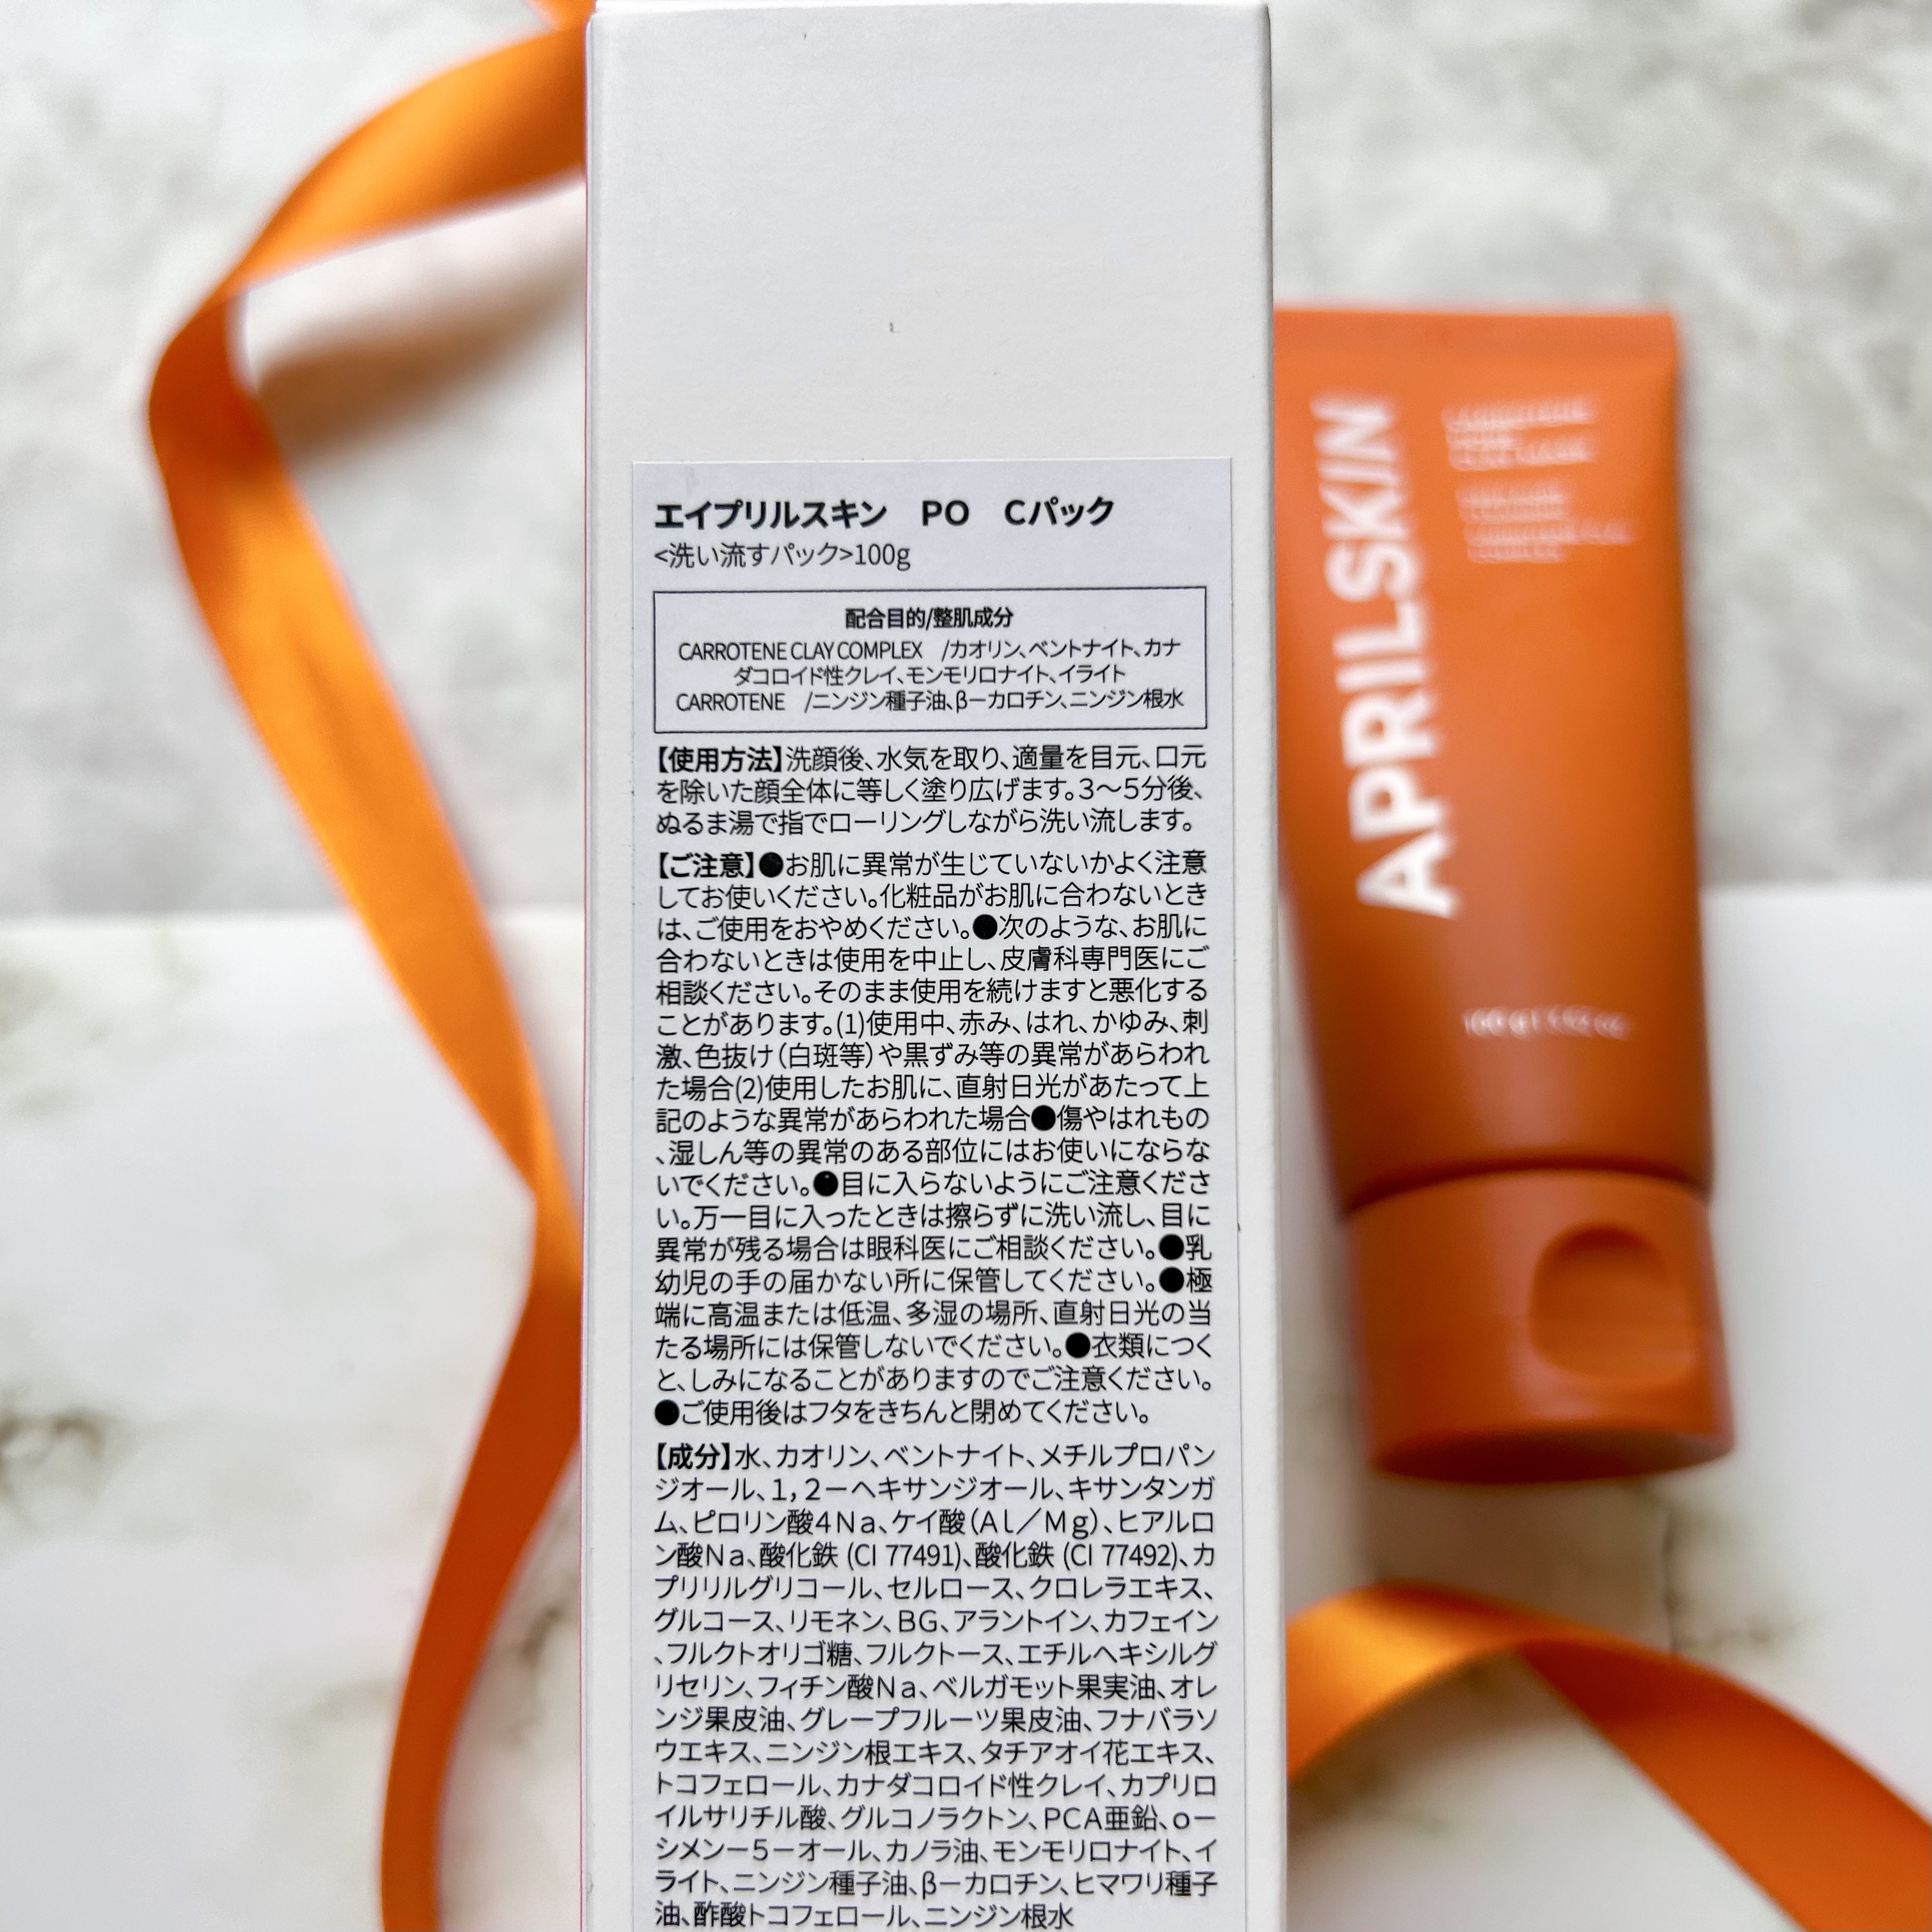 エイプリルスキン　PO　Cパック
<洗い流すパック>100g
配合目的/整肌成分
CARROTENE CLAY COMPLEX　/カオリン、ベントナイト、カナ
ダコロイド性クレイ、モンモリロナイト、イライト
CARROTENE　/ニンジン種子油、βーカロチン、ニンジン根水
【使用方法】洗顔後、水気を取り、適量を目元、口元
を除いた顔全体に等しく塗り広げます。3〜5分後、
ぬるま湯で指でローリングしながら洗い流します。
【ご注意】●お肌に異常が生じていないかよく注意
してお使いください。化粧品がお肌に合わないとき
は、ご使用をおやめください。●次のような、お肌に
合わないときは使用を中止し、皮膚科専門医にご
相談ください。そのまま使用を続けますと悪化する
ことがあります。(1)使用中、赤み、はれ、かゆみ、刺
激、色抜け（白斑等）や黒ずみ等の異常があらわれ
た場合(2)使用したお肌に、直射日光があたって上
記のような異常があらわれた場合●傷やはれもの
、湿しん等の異常のある部位にはお使いにならな
いでください。●目に入らないようにご注意くださ
い。万一目に入ったときは擦らずに洗い流し、目に
異常が残る場合は眼科医にご相談ください。●乳
幼児の手の届かない所に保管してください。●極
端に高温または低温、多湿の場所、直射日光の当
たる場所には保管しないでください。●衣類につく
と、しみになることがありますのでご注意ください。
●ご使用後はフタをきちんと閉めてください。
【成分】水、カオリン、ベントナイト、メチルプロパン
ジオール、1，2ーヘキサンジオール、キサンタンガ
ム、ピロリン酸4Ｎａ、ケイ酸（Ａｌ／Ｍｇ）、ヒアルロ
ン酸Ｎａ、酸化鉄 (CI 77491)、酸化鉄 (CI 77492)、カ
プリリルグリコール、セルロース、クロレラエキス、
グルコース、リモネン、BG、アラントイン、カフェイン
、フルクトオリゴ糖、フルクトース、エチルヘキシルグ
リセリン、フィチン酸Ｎａ、ベルガモット果実油、オレ
ンジ果皮油、グレープフルーツ果皮油、フナバラソ
ウエキス、ニンジン根エキス、タチアオイ花エキス、
トコフェロール、カナダコロイド性クレイ、カプリロ
イルサリチル酸、グルコノラクトン、PCA亜鉛、ｏー
シメンー5ーオール、カノラ油、モンモリロナイト、イ
ライト、ニンジン種子油、βーカロチン、ヒマワリ種子
油、酢酸トコフェロール、ニンジン根水
APRILSKIN